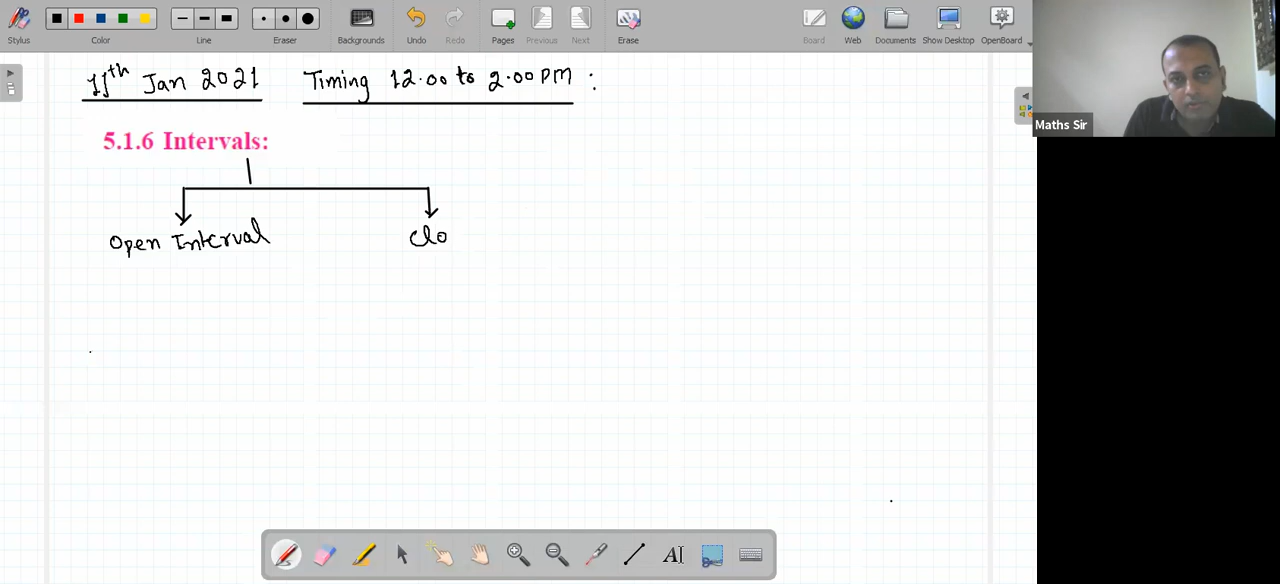 Stylus Color Line Eraser Backgrounds Undo Redo Pages Previous Next Erase Board Web Documents Show Desktop OpenBoard
11th Jan 2021 Timing 12.00 to 2.00 PM :
Maths Sir
5.1.6 Intervals:
Open Interval Clo
AI